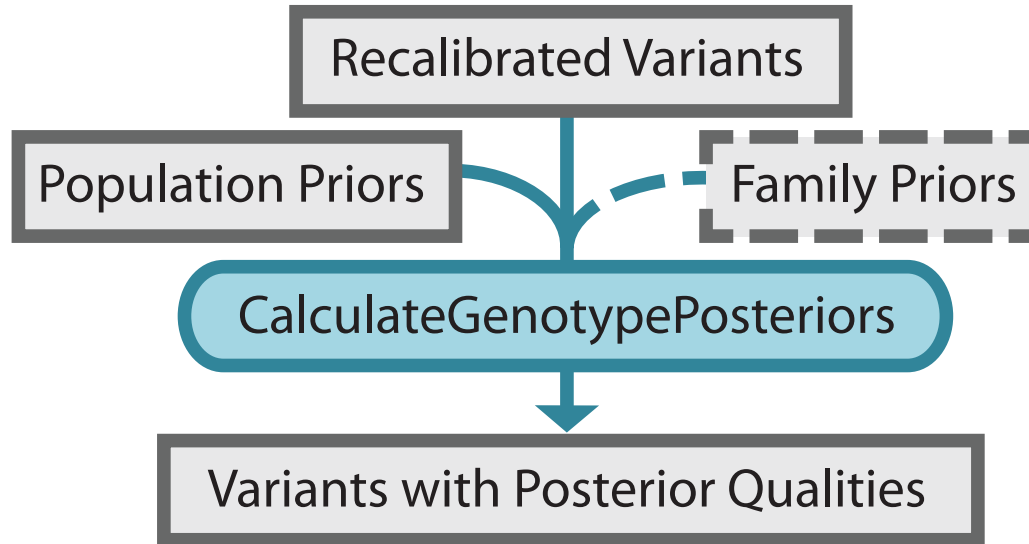 Recalibrated Variants
Population Priors
Family Priors
CalculateGenotypePosteriors
Variants with Posterior Qualities